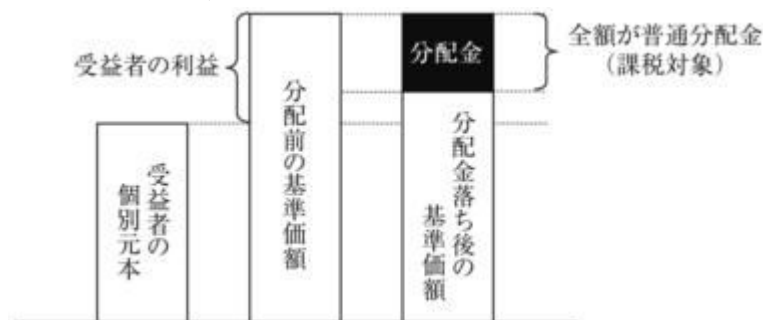 受益者の利益
分配金
全額が普通分配金
(課税対象)
受益者の
個別元本
分配前の基準価額
分配金落ち後の
基準価額